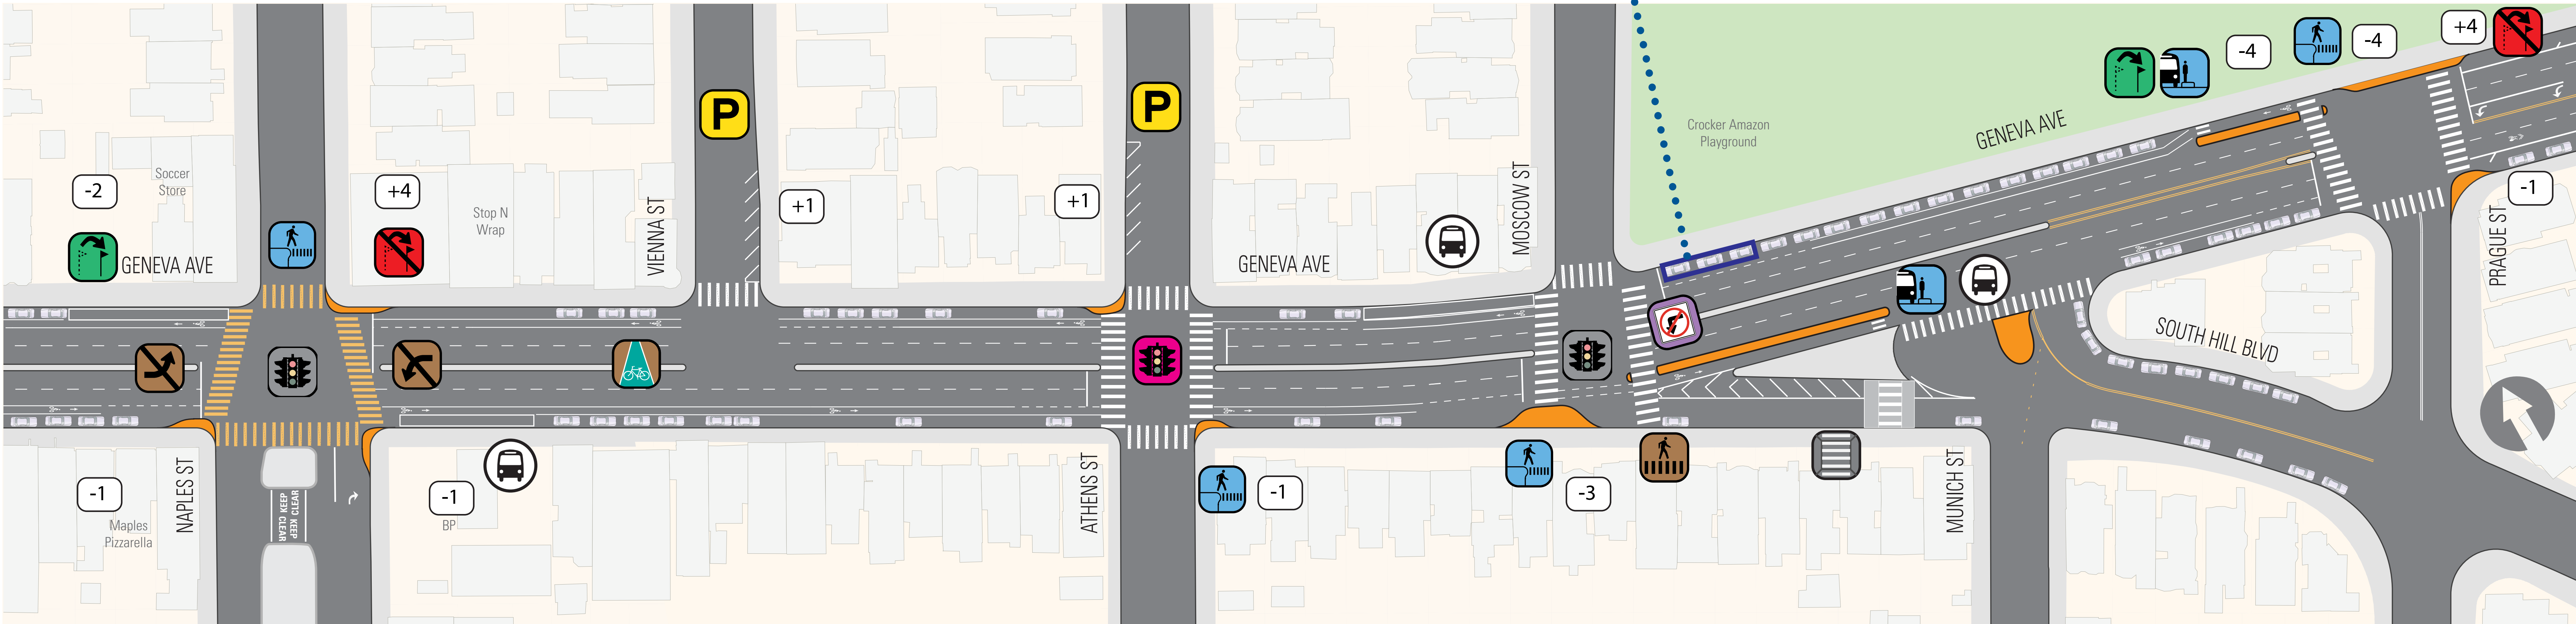 -2
Soccer
Store
GENEVA AVE
+4
Stop N
Wrap
VIENNA ST
P
+1
+1
P
GENEVA AVE
MOSCOW ST
Crocker Amazon
Playground
GENEVA AVE
-4
-4
+4
-1
PRAGUE ST
SOUTH HILL BLVD
-1
Maples
Pizzarella
NAPLES ST
KEEP
CLEAR
KEEP
CLEAR
-1
BP
ATHENS ST
-1
-3
MUNICH ST